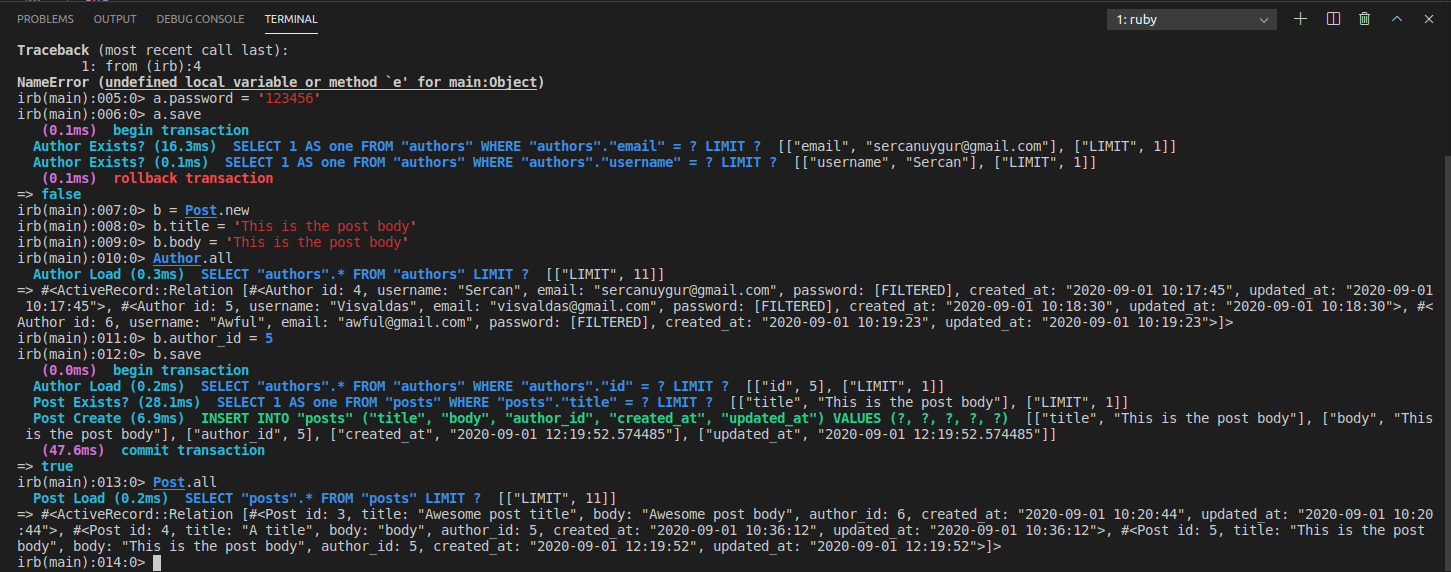 PROBLEMS OUTPUT DEBUG CONSOLE TERMINAL 1: ruby
Traceback (most recent call last):
        1: from (irb):4
NameError (undefined local variable or method `e' for main:Object)
irb(main):005:0> a.password = '123456'
irb(main):006:0> a.save
   (0.1ms)  begin transaction
  Author Exists? (16.3ms)  SELECT 1 AS one FROM "authors" WHERE "authors"."email" = ? LIMIT ?  [["email", "sercanuygur@gmail.com"], ["LIMIT", 1]]
  Author Exists? (0.1ms)  SELECT 1 AS one FROM "authors" WHERE "authors"."username" = ? LIMIT ?  [["username", "Sercan"], ["LIMIT", 1]]
   (0.1ms)  rollback transaction
=> false
irb(main):007:0> b = Post.new
irb(main):008:0> b.title = 'This is the post body'
irb(main):009:0> b.body = 'This is the post body'
irb(main):010:0> Author.all
  Author Load (0.3ms)  SELECT "authors".* FROM "authors" LIMIT ?  [["LIMIT", 11]]
=> #<ActiveRecord::Relation [#<Author id: 4, username: "Sercan", email: "sercanuygur@gmail.com", password: [FILTERED], created_at: "2020-09-01 10:17:45", updated_at: "2020-09-01
 10:17:45">, #<Author id: 5, username: "Visvaldas", email: "visvaldas@gmail.com", password: [FILTERED], created_at: "2020-09-01 10:18:30", updated_at: "2020-09-01 10:18:30">, #<
Author id: 6, username: "Awful", email: "awful@gmail.com", password: [FILTERED], created_at: "2020-09-01 10:19:23", updated_at: "2020-09-01 10:19:23">]>
irb(main):011:0> b.author_id = 5
irb(main):012:0> b.save
   (0.0ms)  begin transaction
  Author Load (0.2ms)  SELECT "authors".* FROM "authors" WHERE "authors"."id" = ? LIMIT ?  [["id", 5], ["LIMIT", 1]]
  Post Exists? (28.1ms)  SELECT 1 AS one FROM "posts" WHERE "posts"."title" = ? LIMIT ?  [["title", "This is the post body"], ["LIMIT", 1]]
  Post Create (6.9ms)  INSERT INTO "posts" ("title", "body", "author_id", "created_at", "updated_at") VALUES (?, ?, ?, ?, ?)  [["title", "This is the post body"], ["body", "This
 is the post body"], ["author_id", 5], ["created_at", "2020-09-01 12:19:52.574485"], ["updated_at", "2020-09-01 12:19:52.574485"]]
   (47.6ms)  commit transaction
=> true
irb(main):013:0> Post.all
  Post Load (0.2ms)  SELECT "posts".* FROM "posts" LIMIT ?  [["LIMIT", 11]]
=> #<ActiveRecord::Relation [#<Post id: 3, title: "Awesome post title", body: "Awesome post body", author_id: 6, created_at: "2020-09-01 10:20:44", updated_at: "2020-09-01 10:20
:44">, #<Post id: 4, title: "A title", body: "body", author_id: 5, created_at: "2020-09-01 10:36:12", updated_at: "2020-09-01 10:36:12">, #<Post id: 5, title: "This is the post
body", body: "This is the post body", author_id: 5, created_at: "2020-09-01 12:19:52", updated_at: "2020-09-01 12:19:52">]>
irb(main):014:0>